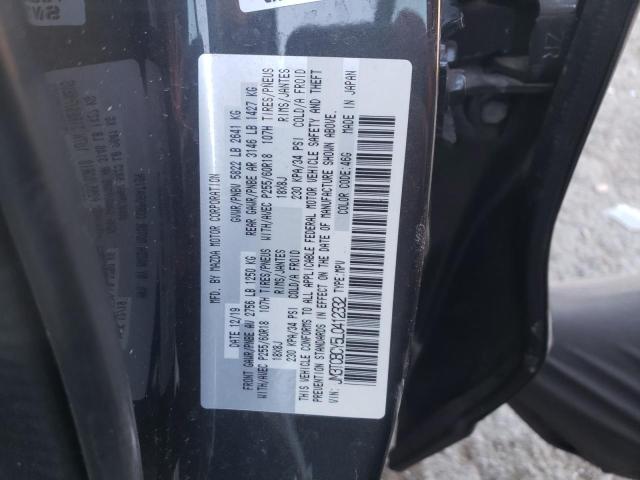 MFD. BY MAZDA MOTOR CORPORATION
DATE 12/19 GVWR/PNBV 5822 LB 2641 KG
FRONT GAWR/PNBE AV 2756 LB 1250 KG REAR GAWR/PNBE AR 3146 LB 1427 KG
WITH/AVEC P255/60R18 107H TIRES/PNEUS WITH/AVEC P255/60R18 107H TIRES/PNEUS
18X8J RIMS/JANTES 18X8J RIMS/JANTES
230 KPA/34 PSI COLD/A FROID 230 KPA/34 PSI COLD/A FROID
THIS VEHICLE CONFORMS TO ALL APPLICABLE FEDERAL MOTOR VEHICLE SAFETY AND THEFT
PREVENTION STANDARDS IN EFFECT ON THE DATE OF MANUFACTURE SHOWN ABOVE.
VIN: JM3TCBCY5L0412332 TYPE:MPV COLOR CODE:46G MADE IN JAPAN